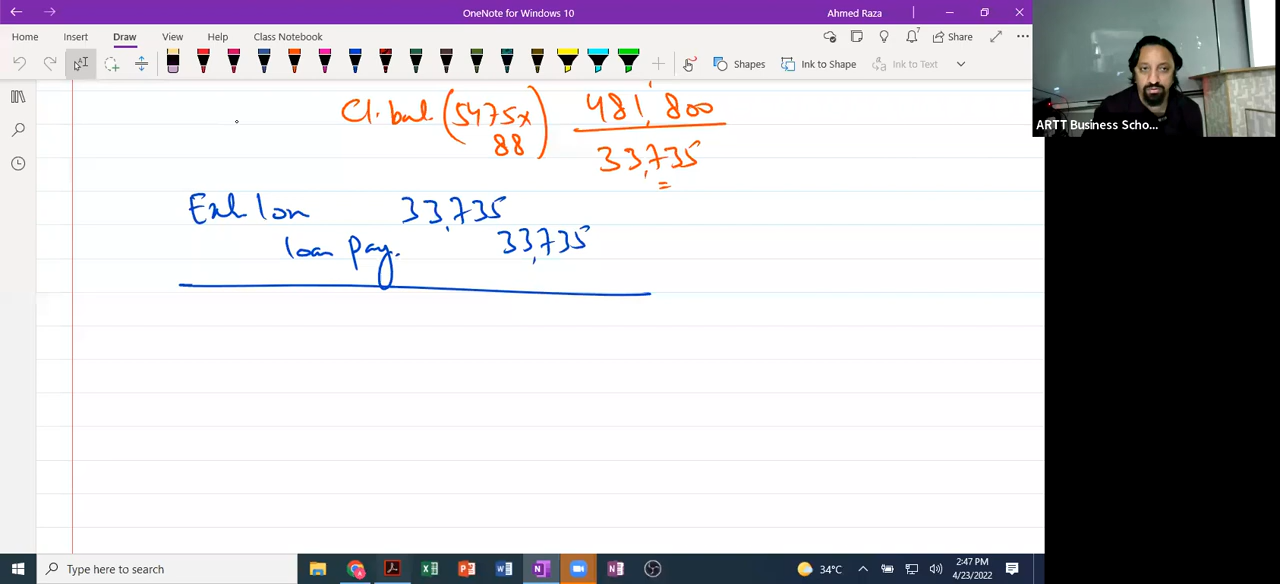 OneNote for Windows 10
Ahmed Raza
Home Insert Draw View Help Class Notebook
Share
Shapes Ink to Shape Ink to Text
ARTT Business Scho...
Cl. bal (5475x 88) 481,800
33,735
=
Exh loss 33,735
loan Pay. 33,735
Type here to search
34°C
2:47 PM
4/23/2022